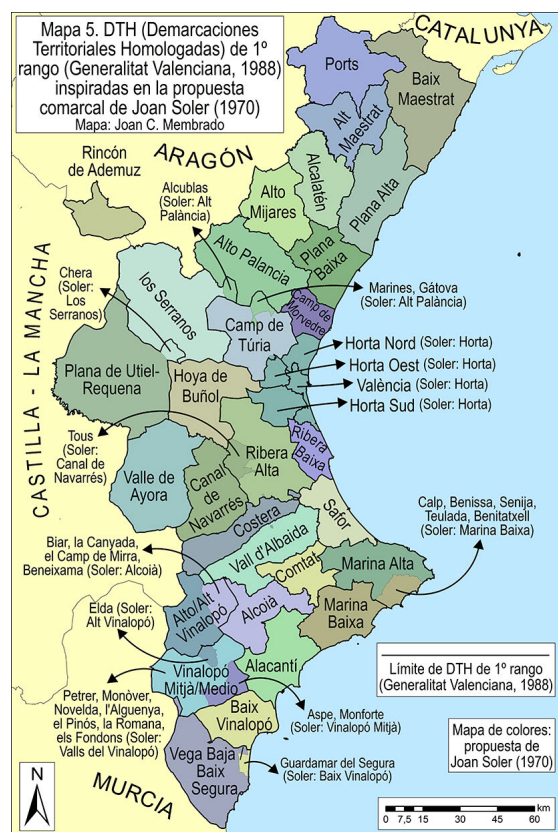 Mapa 5. DTH (Demarcaciones
Territoriales Homologadas) de 1º
rango (Generalitat Valenciana, 1988)
inspiradas en la propuesta
comarcal de Joan Soler (1970)
Mapa: Joan C. Membrado
CATALUNYA
Ports
Baix
Maestrat
Alt
Maestrat
ARAGÓN
Rincón
de Ademuz
Alcublas
(Soler: Alt
Palància)
Alto
Mijares
Alcalatén
Plana Alta
Alto Palancia
Plana
Baixa
Chera
(Soler:
Los
Serranos)
los Serranos
Marines, Gátova
(Soler: Alt Palància)
Camp de
Morvedre
Camp de
Túria
CASTILLA - LA MANCHA
Plana de Utiel-
Requena
Hoya de
Buñol
Horta Nord (Soler: Horta)
Horta Oest (Soler: Horta)
València (Soler: Horta)
Horta Sud (Soler: Horta)
Tous
(Soler:
Canal de
Navarrés)
Valle de
Ayora
Canal
de
Navarrés
Ribera
Alta
Ribera
Baixa
Costera
Safor
Calp, Benissa, Senija,
Teulada, Benitatxell
(Soler: Marina Baixa)
Biar, la Canyada,
el Camp de Mirra,
Beneixama (Soler: Alcoià)
Vall d'Albaida
Comtat
Marina Alta
Alto/Alt
Vinalopó
Alcoià
Marina
Baixa
Elda (Soler:
Alt Vinalopó)
Vinalopó
Mitjà/Medio
Alacantí
Límite de DTH de 1º rango
(Generalitat Valenciana, 1988)
Petrer, Monòver,
Novelda, l'Alguenya,
el Pinós, la Romana,
els Fondons (Soler:
Valls del Vinalopó)
Baix
Vinalopó
Aspe, Monforte
(Soler: Vinalopó Mitjà)
Mapa de colores:
propuesta de
Joan Soler (1970)
Vega Baja
Baix
Segura
Guardamar del Segura
(Soler: Baix Vinalopó)
MURCIA
N
km
0 7,5 15 30 45 60